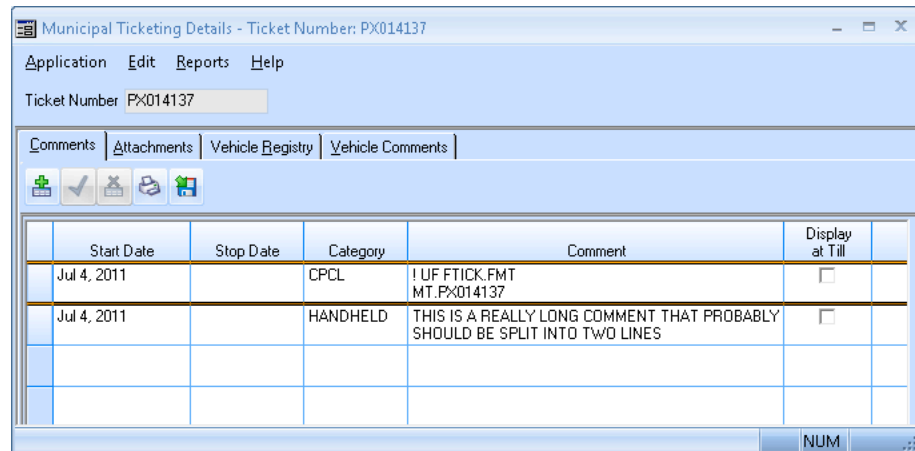 Municipal Ticketing Details - Ticket Number: PX014137
Application Edit Reports Help
Ticket Number PX014137
Comments Attachments Vehicle Registry Vehicle Comments
Start Date Stop Date Category Comment Display at Till
Jul 4, 2011 CPCL ! UF FTICK.FMT
MT.PX014137
Jul 4, 2011 HANDHELD THIS IS A REALLY LONG COMMENT THAT PROBABLY
SHOULD BE SPLIT INTO TWO LINES
NUM